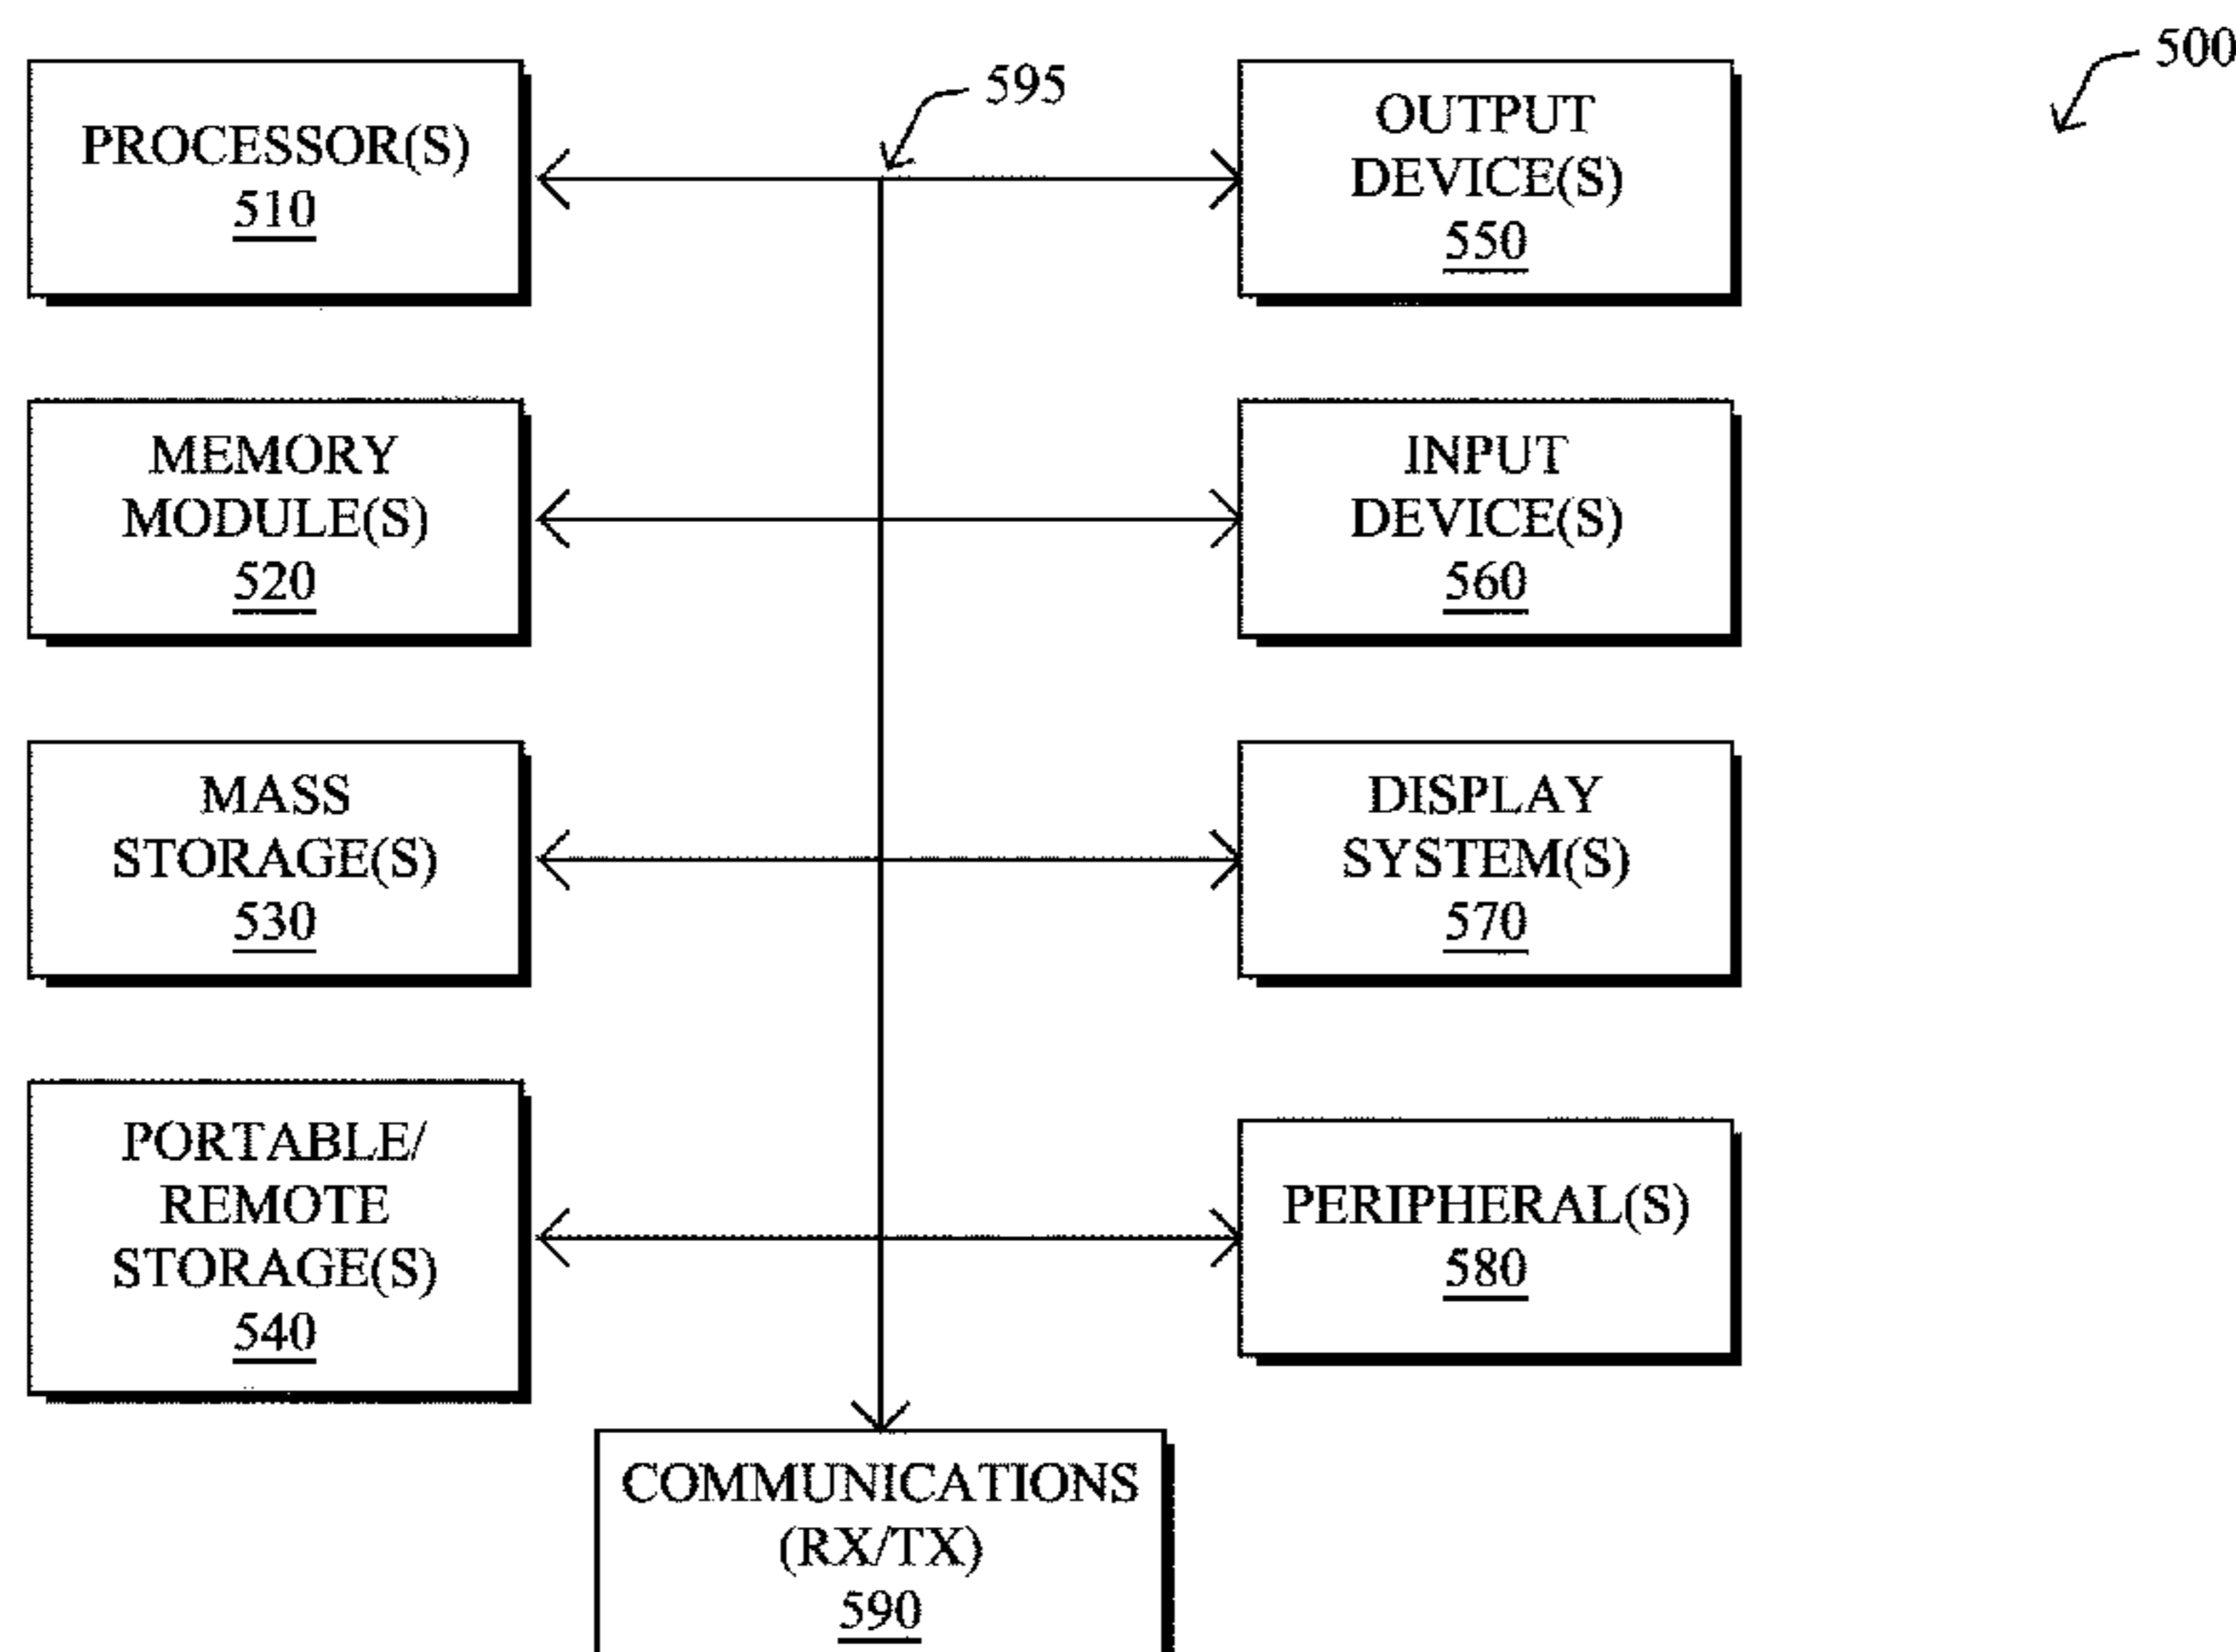 500
595
PROCESSOR(S)
510
OUTPUT
DEVICE(S)
550
MEMORY
MODULE(S)
520
INPUT
DEVICE(S)
560
MASS
STORAGE(S)
530
DISPLAY
SYSTEM(S)
570
PORTABLE/
REMOTE
STORAGE(S)
540
PERIPHERAL(S)
580
COMMUNICATIONS
(RX/TX)
590